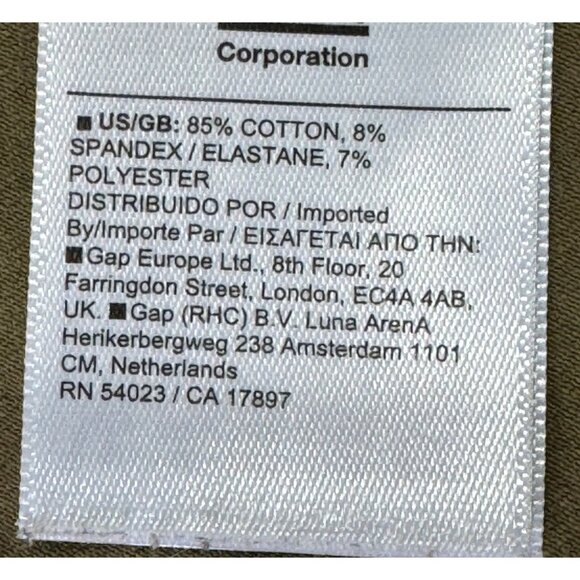 Corporation
■ US/GB: 85% COTTON, 8%
SPANDEX / ELASTANE, 7%
POLYESTER
DISTRIBUIDO POR / Imported
By/Importe Par / ΕΙΣΑΓΕΤΑΙ ΑΠΟ ΤΗΝ:
■ Gap Europe Ltd., 8th Floor, 20
Farringdon Street, London, EC4A 4AB,
UK. ■ Gap (RHC) B.V. Luna ArenA
Herikerbergweg 238 Amsterdam 1101
CM, Netherlands
RN 54023 / CA 17897